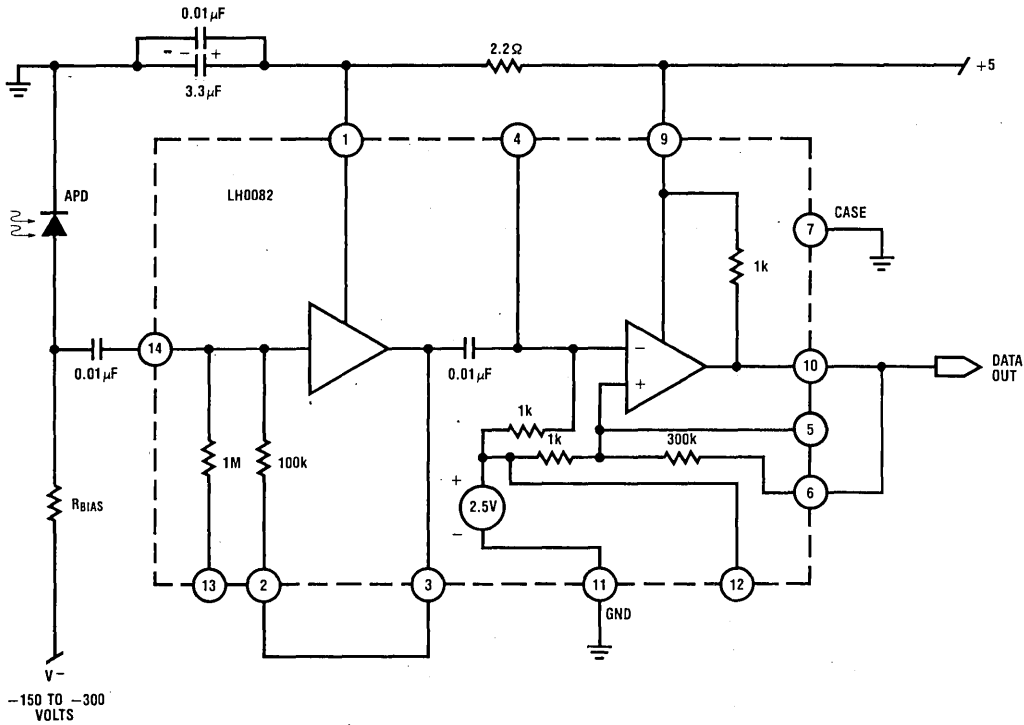 0.01µF
- - +
3.3µF
2.2Ω
+5
1
4
9
LH0082
APD
7
CASE
1k
14
0.01µF
0.01µF
-
+
10
DATA
OUT
1k
1k
300k
5
1M
100k
+
2.5V
-
6
RBIAS
13
2
3
11
12
GND
V-
-150 TO -300
VOLTS